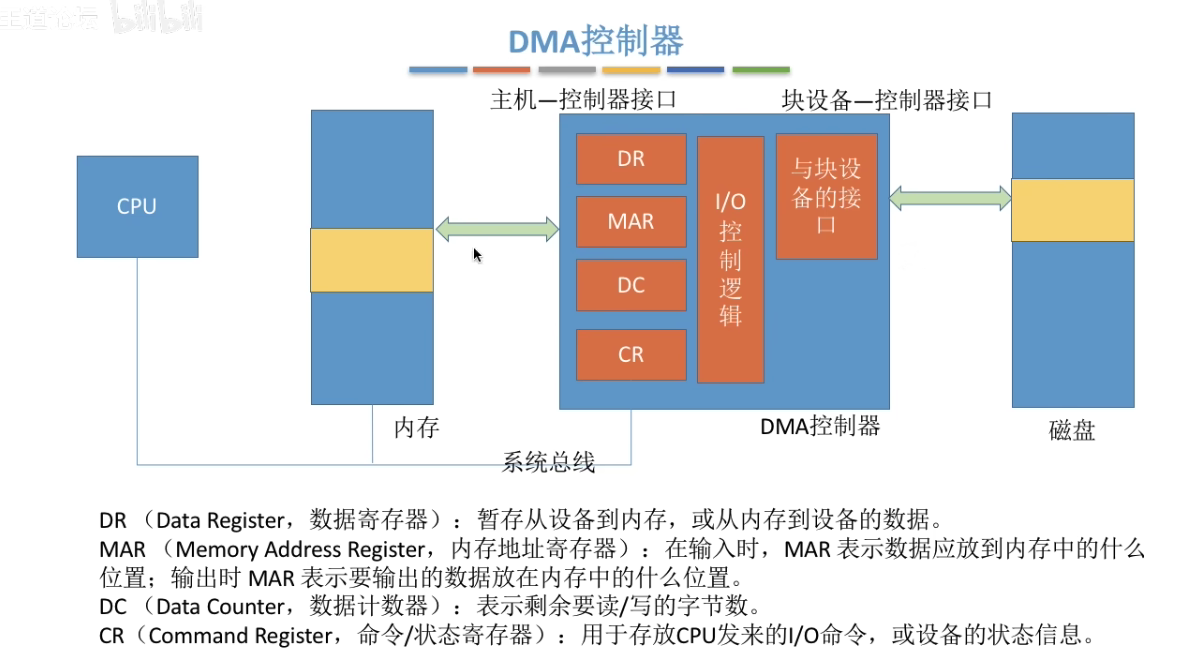 王道论坛 bilibili
DMA控制器
主机—控制器接口
块设备—控制器接口
CPU
DR
MAR
DC
CR
I/O
控
制
逻
辑
与块设
备的接
口
内存
DMA控制器
磁盘
系统总线
DR （Data Register，数据寄存器）：暂存从设备到内存，或从内存到设备的数据。
MAR （Memory Address Register，内存地址寄存器）：在输入时，MAR 表示数据应放到内存中的什么
位置；输出时 MAR 表示要输出的数据放在内存中的什么位置。
DC （Data Counter，数据计数器）：表示剩余要读/写的字节数。
CR（Command Register，命令/状态寄存器）：用于存放CPU发来的I/O命令，或设备的状态信息。